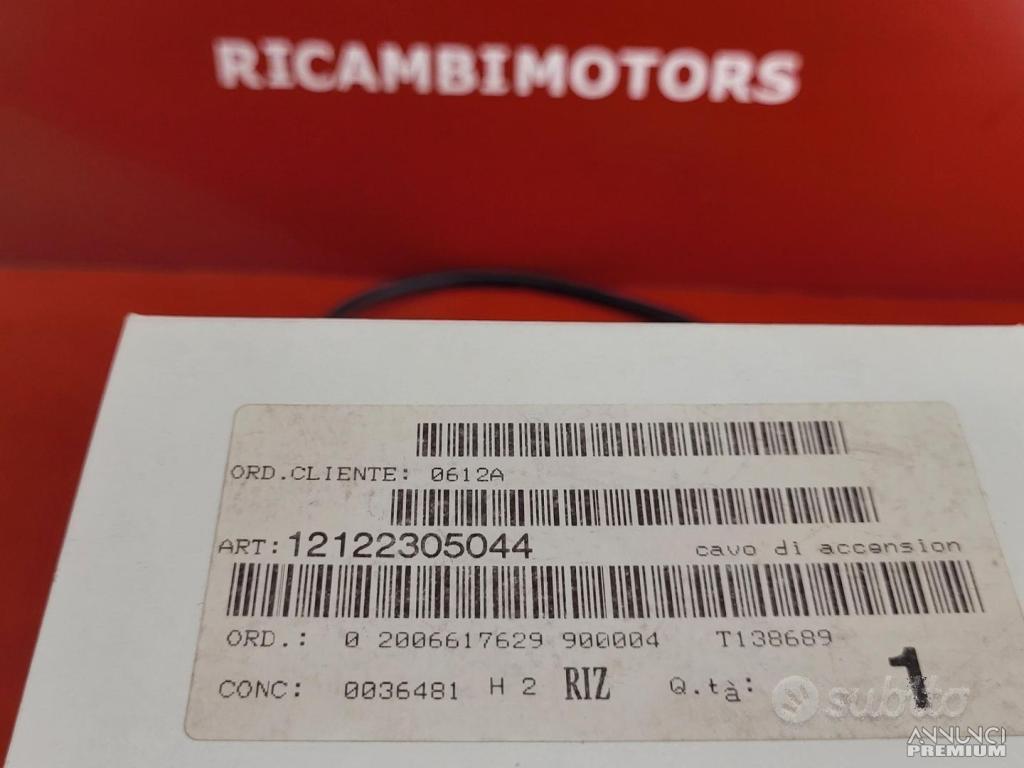 RICAMBIMOTORS
ORD.CLIENTE: 0612A
ART: 12122305044 cavo di accension
ORD.: 0 2006617629 900004 T138689
CONC: 0036481 H 2 RIZ Q.tà: 1
subito
ANNUNCI
PREMIUM